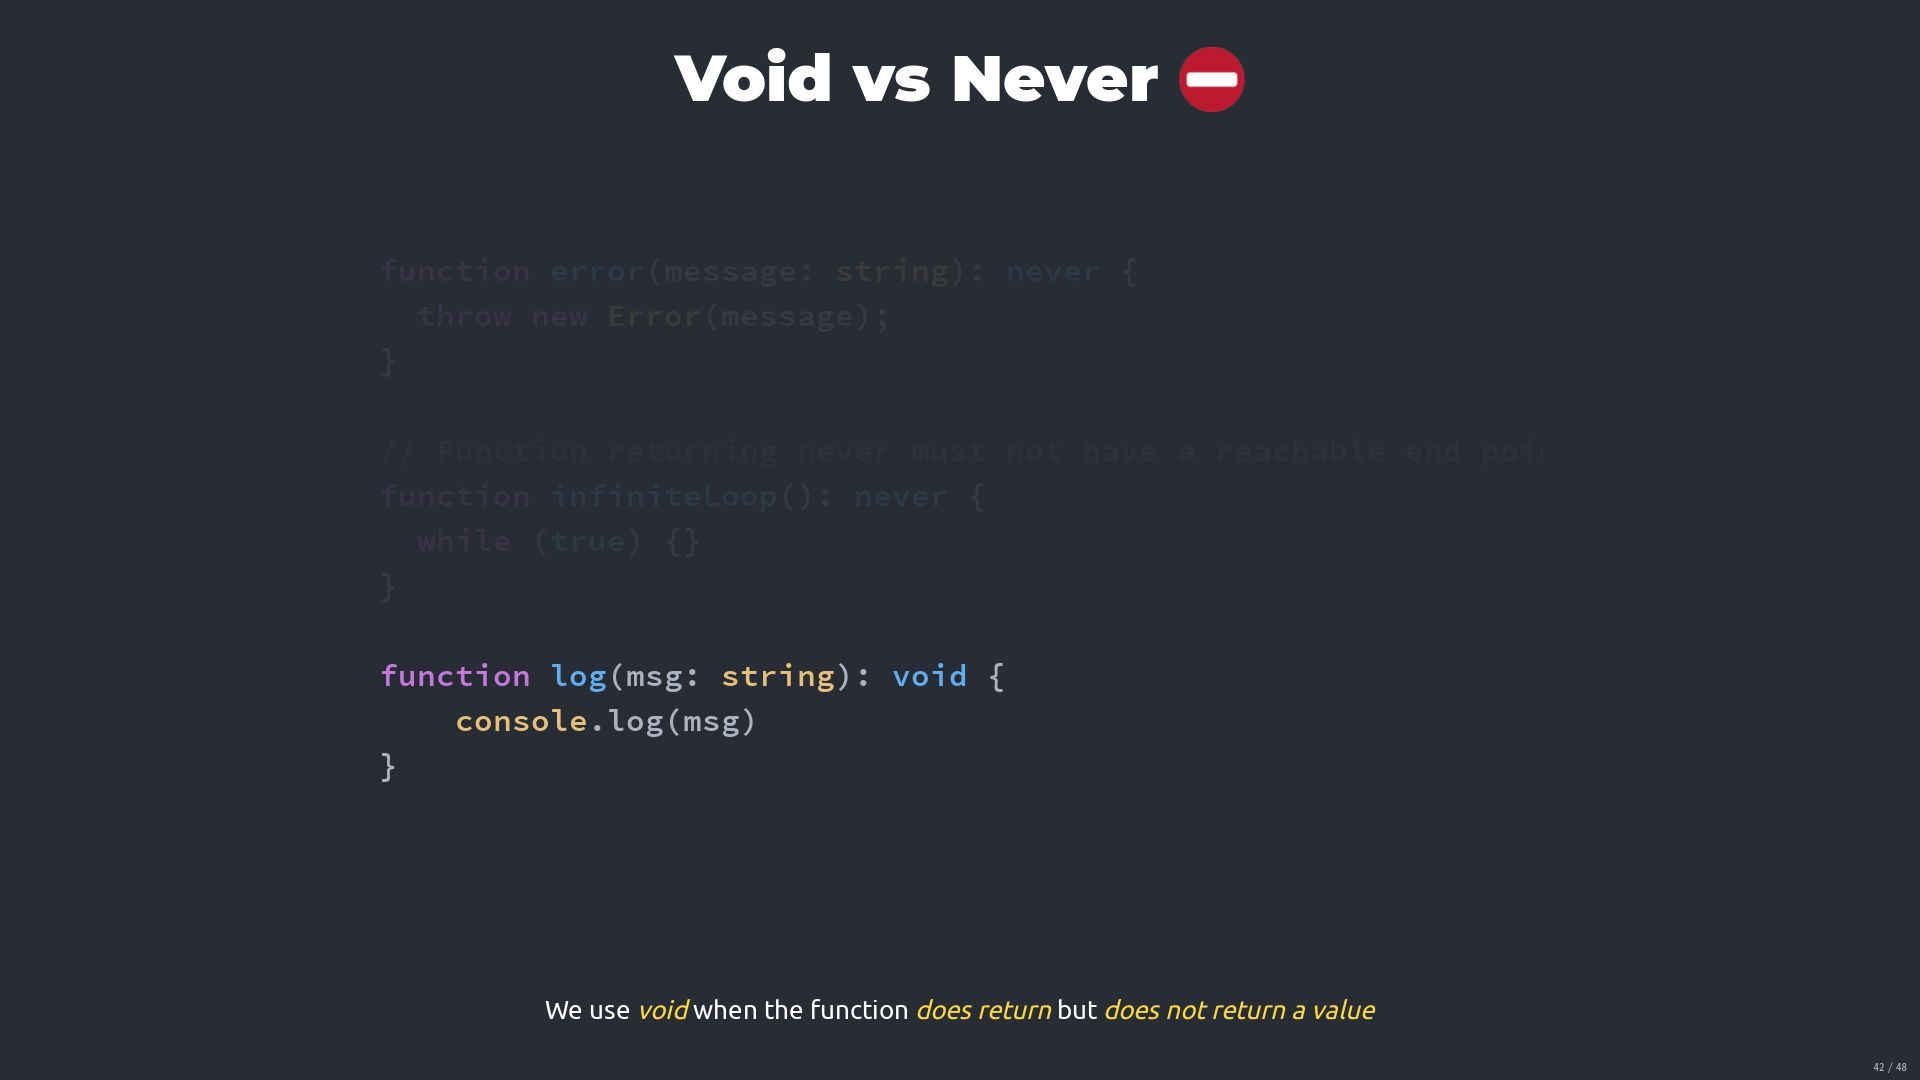 Void vs Never ⛔
function error(message: string): never {
  throw new Error(message);
}
// Function returning never must not have a reachable end
function infiniteLoop(): never {
  while (true) {}
}
function log(msg: string): void {
    console.log(msg)
}
We use void when the function does return but does not return a value
42 / 48